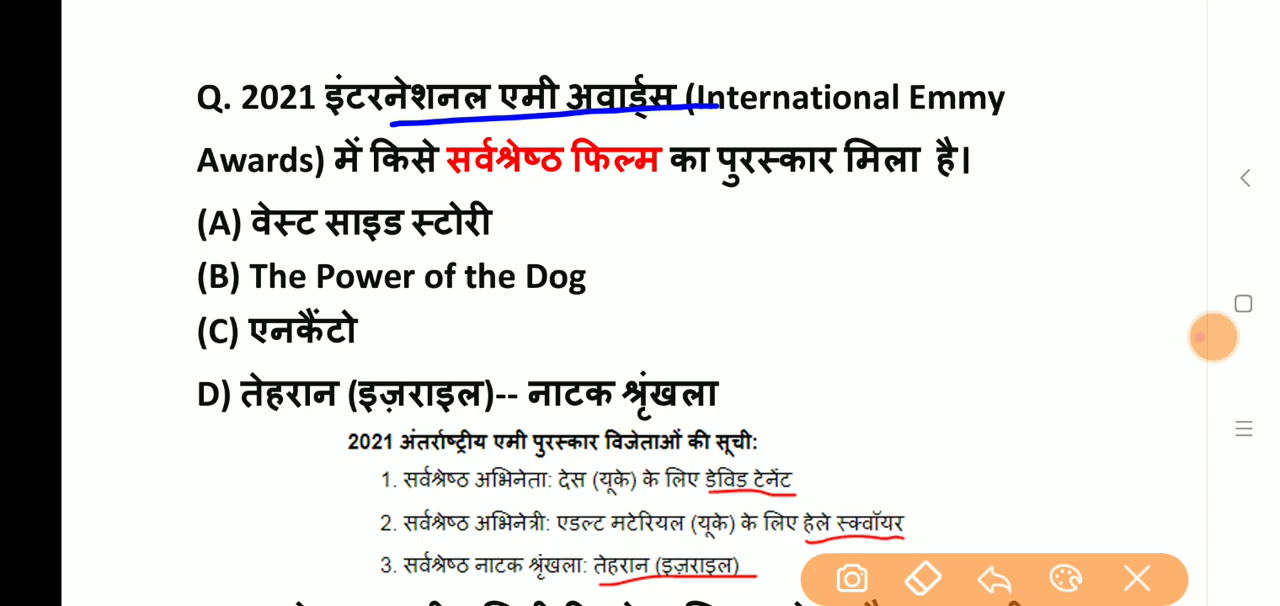 Q. 2021 इंटरनेशनल एमी अवार्ड्स (International Emmy
Awards) में किसे सर्वश्रेष्ठ फिल्म का पुरस्कार मिला है।
(A) वेस्ट साइड स्टोरी
(B) The Power of the Dog
(C) एनकैंटो
D) तेहरान (इज़राइल)-- नाटक श्रृंखला
2021 अंतर्राष्ट्रीय एमी पुरस्कार विजेताओं की सूची:
1. सर्वश्रेष्ठ अभिनेता: देस (यूके) के लिए डेविड टेनेंट
2. सर्वश्रेष्ठ अभिनेत्री: एडल्ट मटेरियल (यूके) के लिए हेले स्क्वॉयर
3. सर्वश्रेष्ठ नाटक श्रृंखला: तेहरान (इज़राइल)